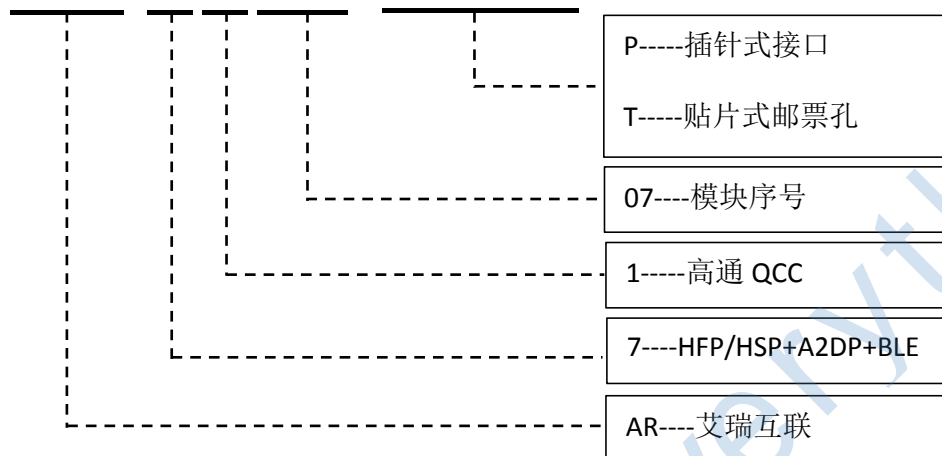 P-----插针式接口
T-----贴片式邮票孔
07----模块序号
1-----高通 QCC
7----HFP/HSP+A2DP+BLE
AR----艾瑞互联